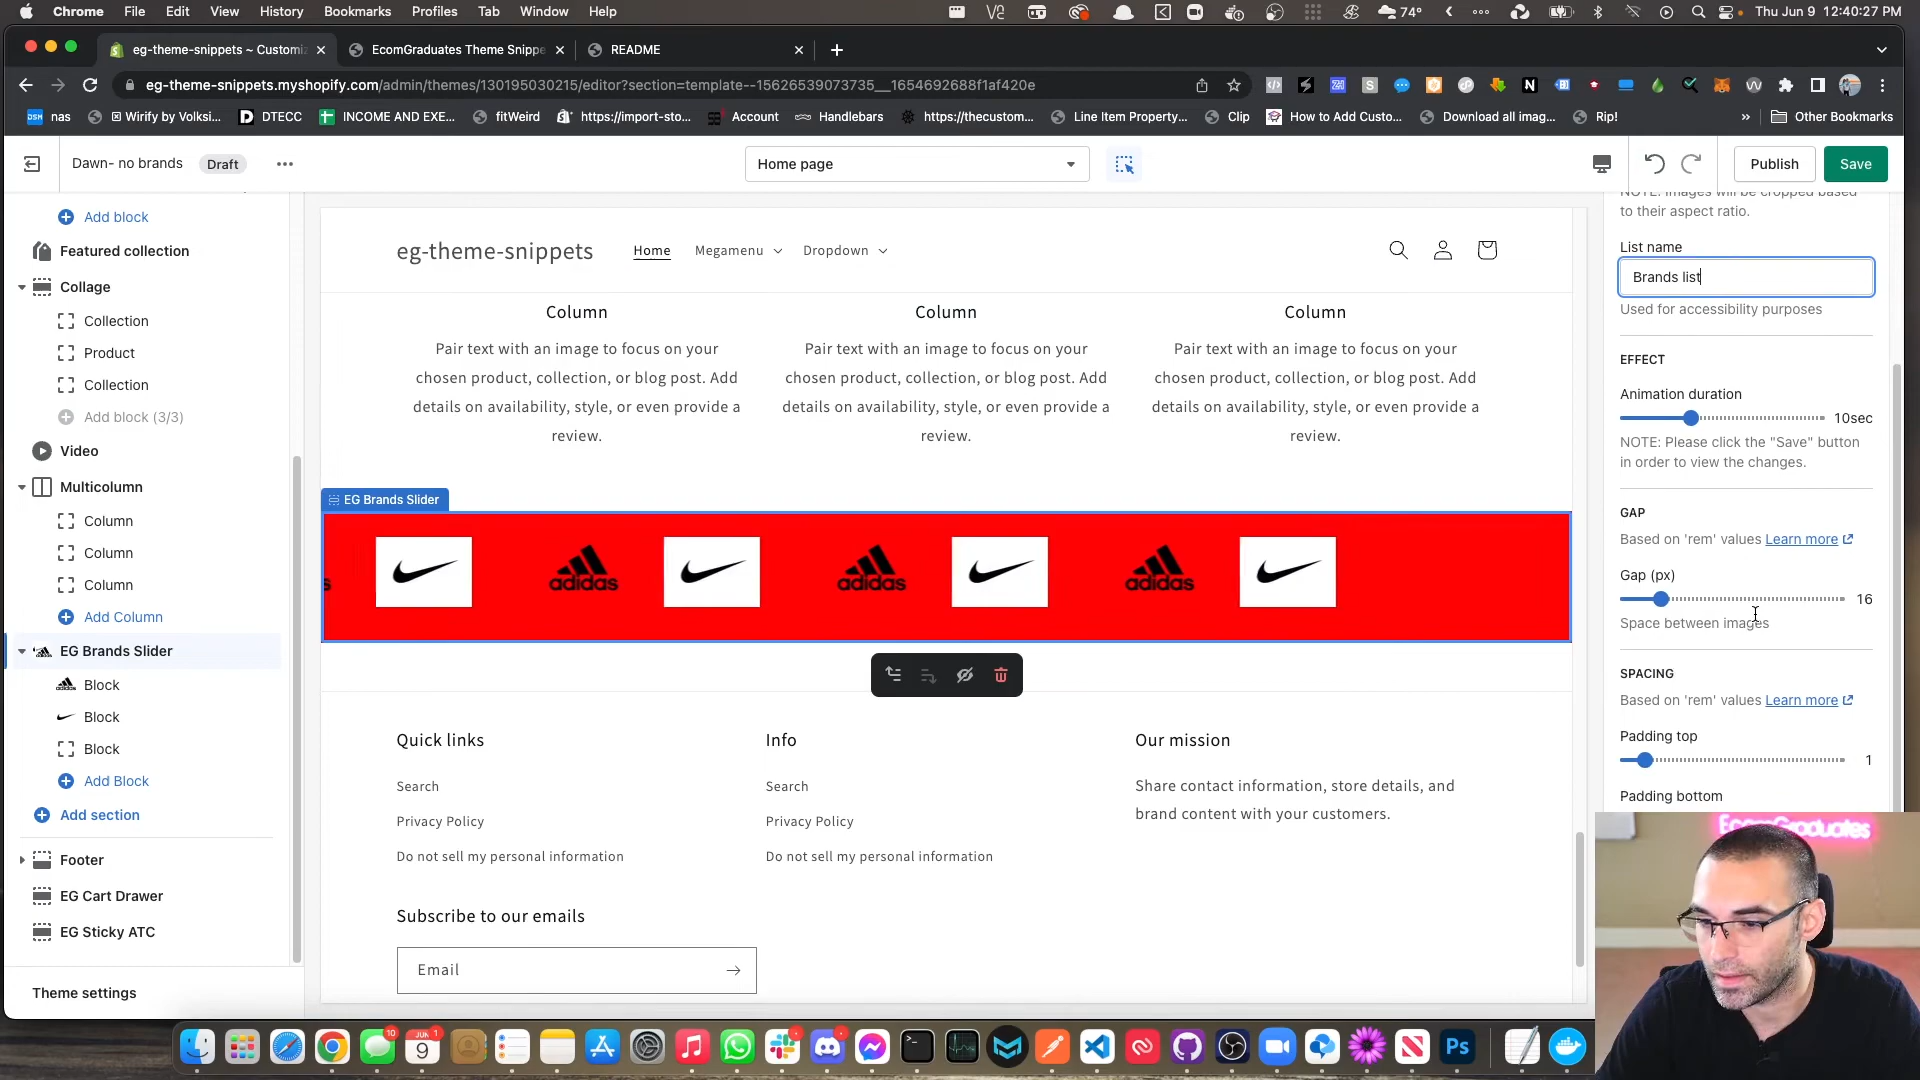 Chrome File Edit View History Bookmarks Profiles Tab Window Help
74° Thu Jun 9 12:40:27 PM
eg-theme-snippets ~ Customiz
EcomGraduates Theme Snippe
README
eg-theme-snippets.myshopify.com/admin/themes/130195030215/editor?section=template--15626539073735__1654692688f1af420e
DSM nas
Wirify by Volksi...
DTECC
INCOME AND EXE...
fitWeird
https://import-sto...
Account
Handlebars
https://thecustom...
Line Item Property...
Clip
How to Add Custo...
Download all imag...
Rip!
»
Other Bookmarks
Dawn- no brands
Draft
Home page
Publish
Save
Add block
Featured collection
Collage
Collection
Product
Collection
Add block (3/3)
Video
Multicolumn
Column
Column
Column
Add Column
EG Brands Slider
Block
Block
Block
Add Block
Add section
Footer
EG Cart Drawer
EG Sticky ATC
Theme settings
eg-theme-snippets
Home
Megamenu
Dropdown
Column
Pair text with an image to focus on your
chosen product, collection, or blog post. Add
details on availability, style, or even provide a
review.
Column
Pair text with an image to focus on your
chosen product, collection, or blog post. Add
details on availability, style, or even provide a
review.
Column
Pair text with an image to focus on your
chosen product, collection, or blog post. Add
details on availability, style, or even provide a
review.
EG Brands Slider
s
adidas
adidas
adidas
Quick links
Search
Privacy Policy
Do not sell my personal information
Info
Search
Privacy Policy
Do not sell my personal information
Our mission
Share contact information, store details, and
brand content with your customers.
Subscribe to our emails
Email
NOTE: Images will be cropped based
to their aspect ratio.
List name
Brands list
Used for accessibility purposes
EFFECT
Animation duration
10sec
NOTE: Please click the "Save" button
in order to view the changes.
GAP
Based on 'rem' values Learn more
Gap (px)
16
Space between images
SPACING
Based on 'rem' values Learn more
Padding top
1
Padding bottom
EcomGraduates
10
JUN 1
9
Ps